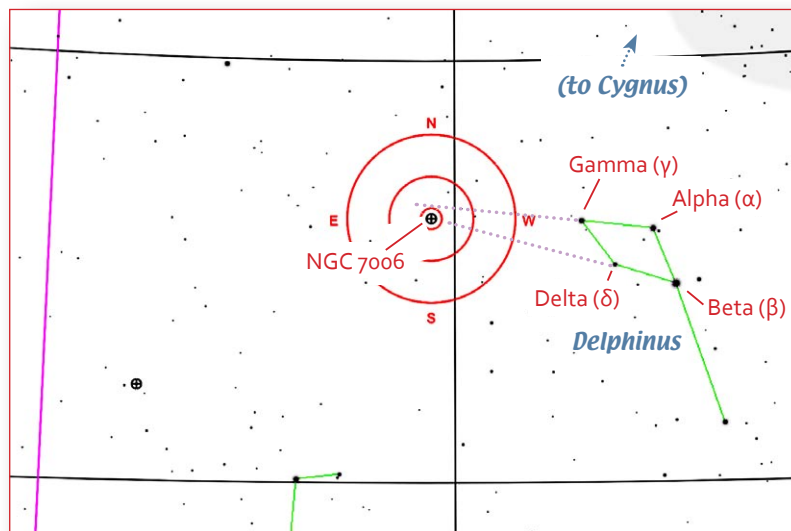 (to Cygnus)
N
Gamma (γ)
Alpha (α)
E
W
NGC 7006
Delta (δ)
Beta (β)
S
Delphinus